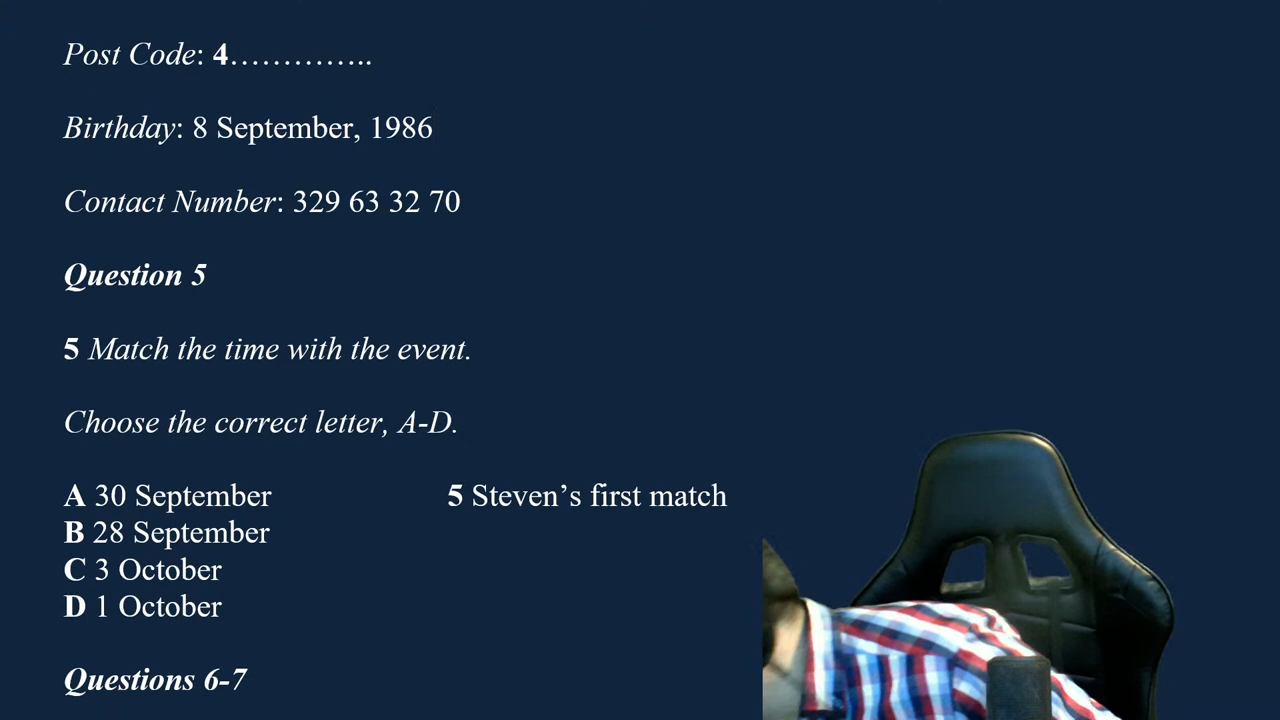 Post Code: 4…………..
Birthday: 8 September, 1986
Contact Number: 329 63 32 70
Question 5
5 Match the time with the event.
Choose the correct letter, A-D.
A 30 September 5 Steven’s first match
B 28 September
C 3 October
D 1 October
Questions 6-7